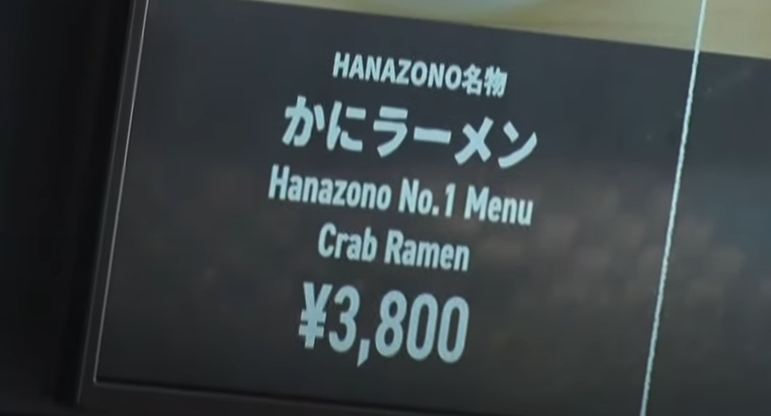 HANAZONO名物
かにラーメン
Hanazono No.1 Menu
Crab Ramen
¥3,800